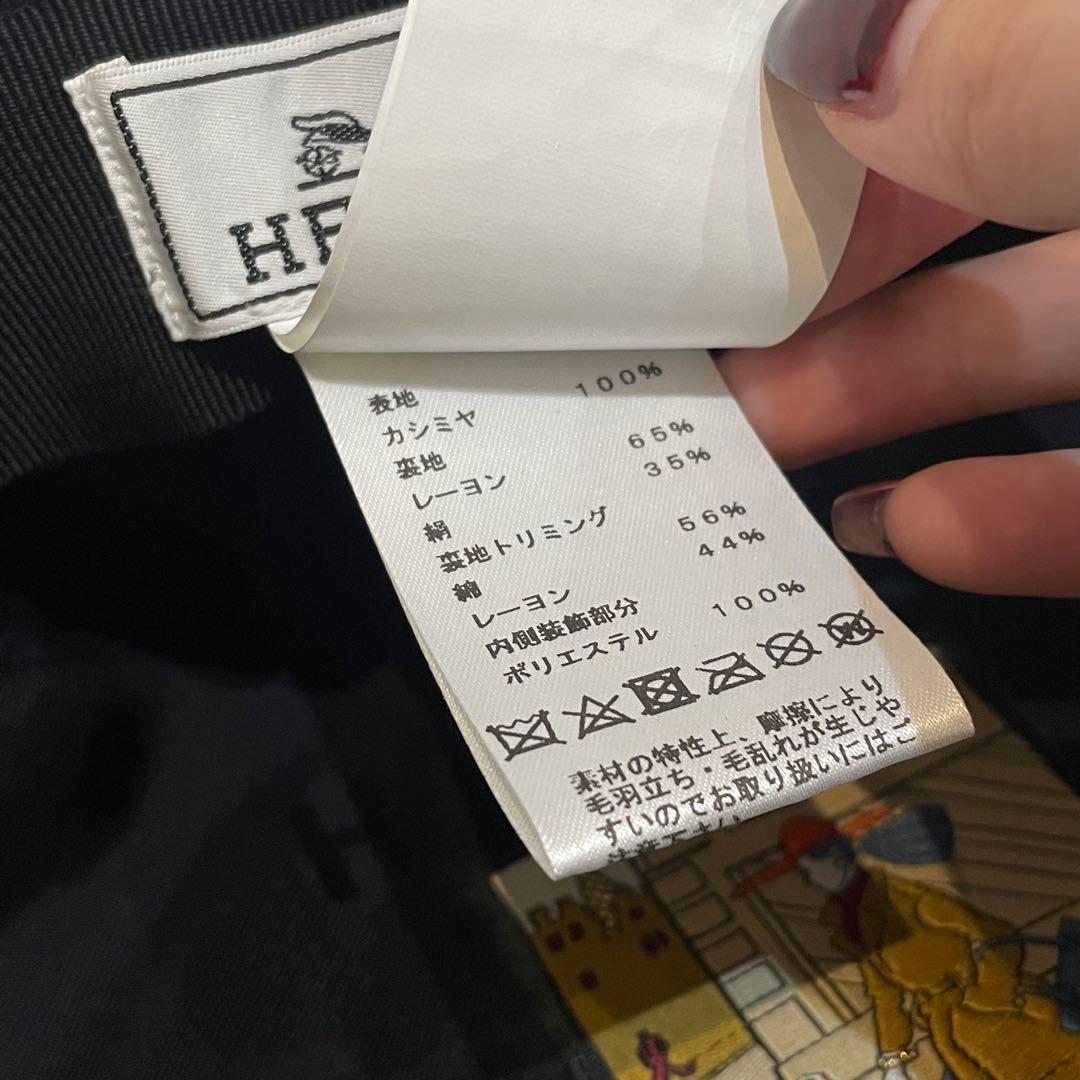 HE
表地
カシミヤ 100%
裏地
レーヨン 65%
絹 35%
裏地トリミング
綿 56%
レーヨン 44%
内側装飾部分
ポリエステル 100%
素材の特性上、摩擦により
毛羽立ち・毛乱れが生じや
すいのでお取り扱いにはご